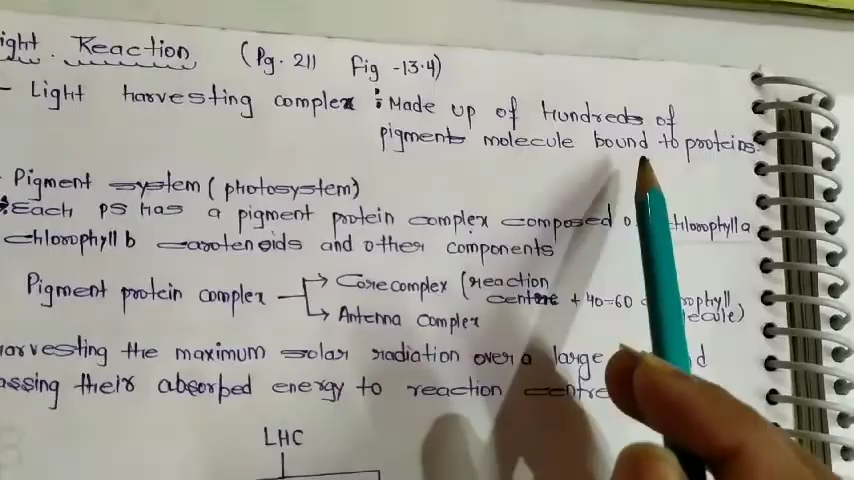 ight. Reaction (Pg. 211 Fig -13.4)
- Light harvesting complex : Made up of Hundreds of
pigments molecule bound to proteins.
- Pigment system (photosystem)
: Each PS has a pigment protein complex composed chlorophyll a
chlorophyll b carotenoids and other components
Pigment protein complex → Core complex (reaction
centre + 40-60
→ Antenna complex
harvesting the maximum solar radiation over a large
assing their absorbed energy to reaction centre
LHC